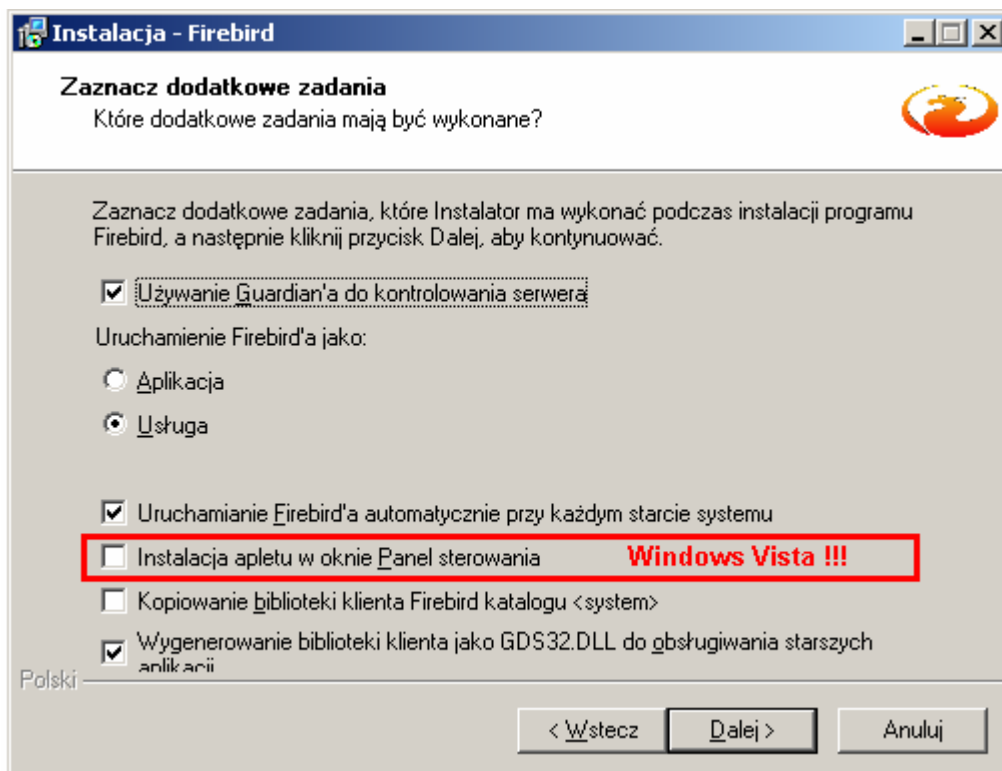 Instalacja - Firebird
Zaznacz dodatkowe zadania
Które dodatkowe zadania mają być wykonane?
Zaznacz dodatkowe zadania, które Instalator ma wykonać podczas instalacji programu
Firebird, a następnie kliknij przycisk Dalej, aby kontynuować.
Używanie Guardian'a do kontrolowania serwera
Uruchamienie Firebird'a jako:
Aplikacja
Usługa
Uruchamianie Firebird'a automatycznie przy każdym starcie systemu
Instalacja apletu w oknie Panel sterowania Windows Vista !!!
Kopiowanie biblioteki klienta Firebird katalogu <system>
Wygenerowanie biblioteki klienta jako GDS32.DLL do obsługiwania starszych
aplikacji
Polski
< Wstecz Dalej > Anuluj